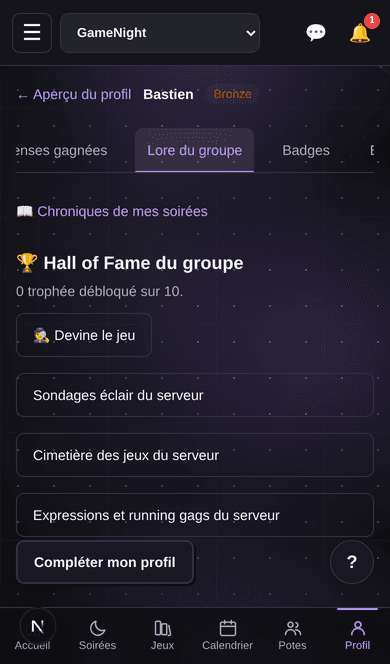 GameNight
1
← Aperçu du profil Bastien Bronze
enses gagnées Lore du groupe Badges
📖 Chroniques de mes soirées
🏆 Hall of Fame du groupe
0 trophée débloqué sur 10.
🕵️ Devine le jeu
Sondages éclair du serveur
Cimetière des jeux du serveur
Expressions et running gags du serveur
Compléter mon profil
?
N
Accueil Soirées Jeux Calendrier Potes Profil